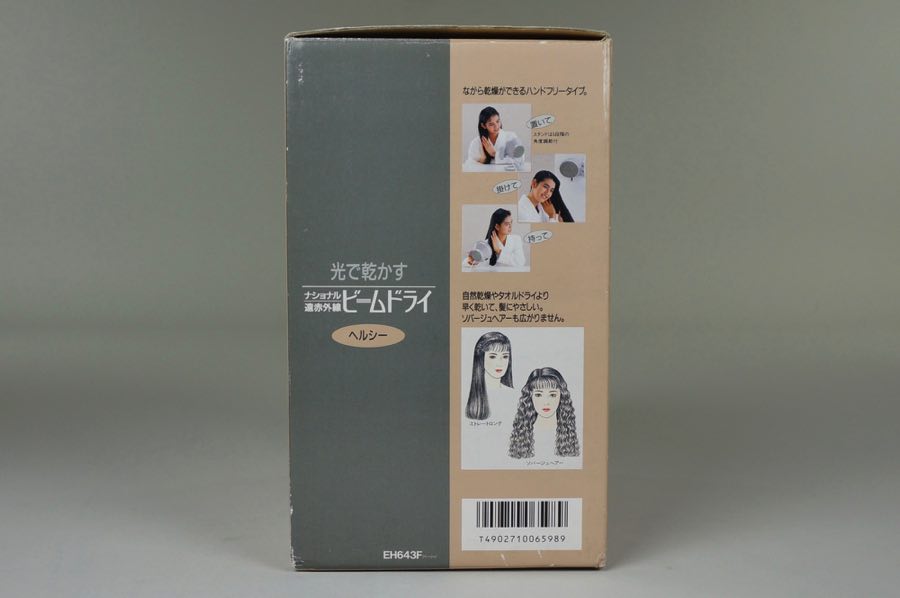 光で乾かす
ナショナル
遠赤外線
ビームドライ
ヘルシー
EH643F
ながら乾燥ができるハンドフリータイプ。
置いて
スタンドは5段階の
角度調節付
掛けて
持って
自然乾燥やタオルドライより
早く乾いて、髪にやさしい。
ソバージュヘアーも広がりません。
ストレートロング
ソバージュヘアー
T4902710065989